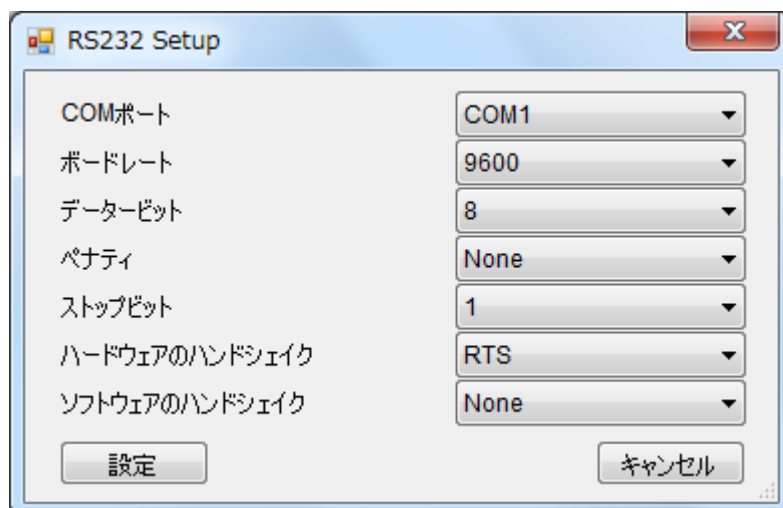 RS232 Setup
COMポート COM1
ボードレート 9600
データービット 8
ペナティ None
ストップビット 1
ハードウェアのハンドシェイク RTS
ソフトウェアのハンドシェイク None
設定 キャンセル